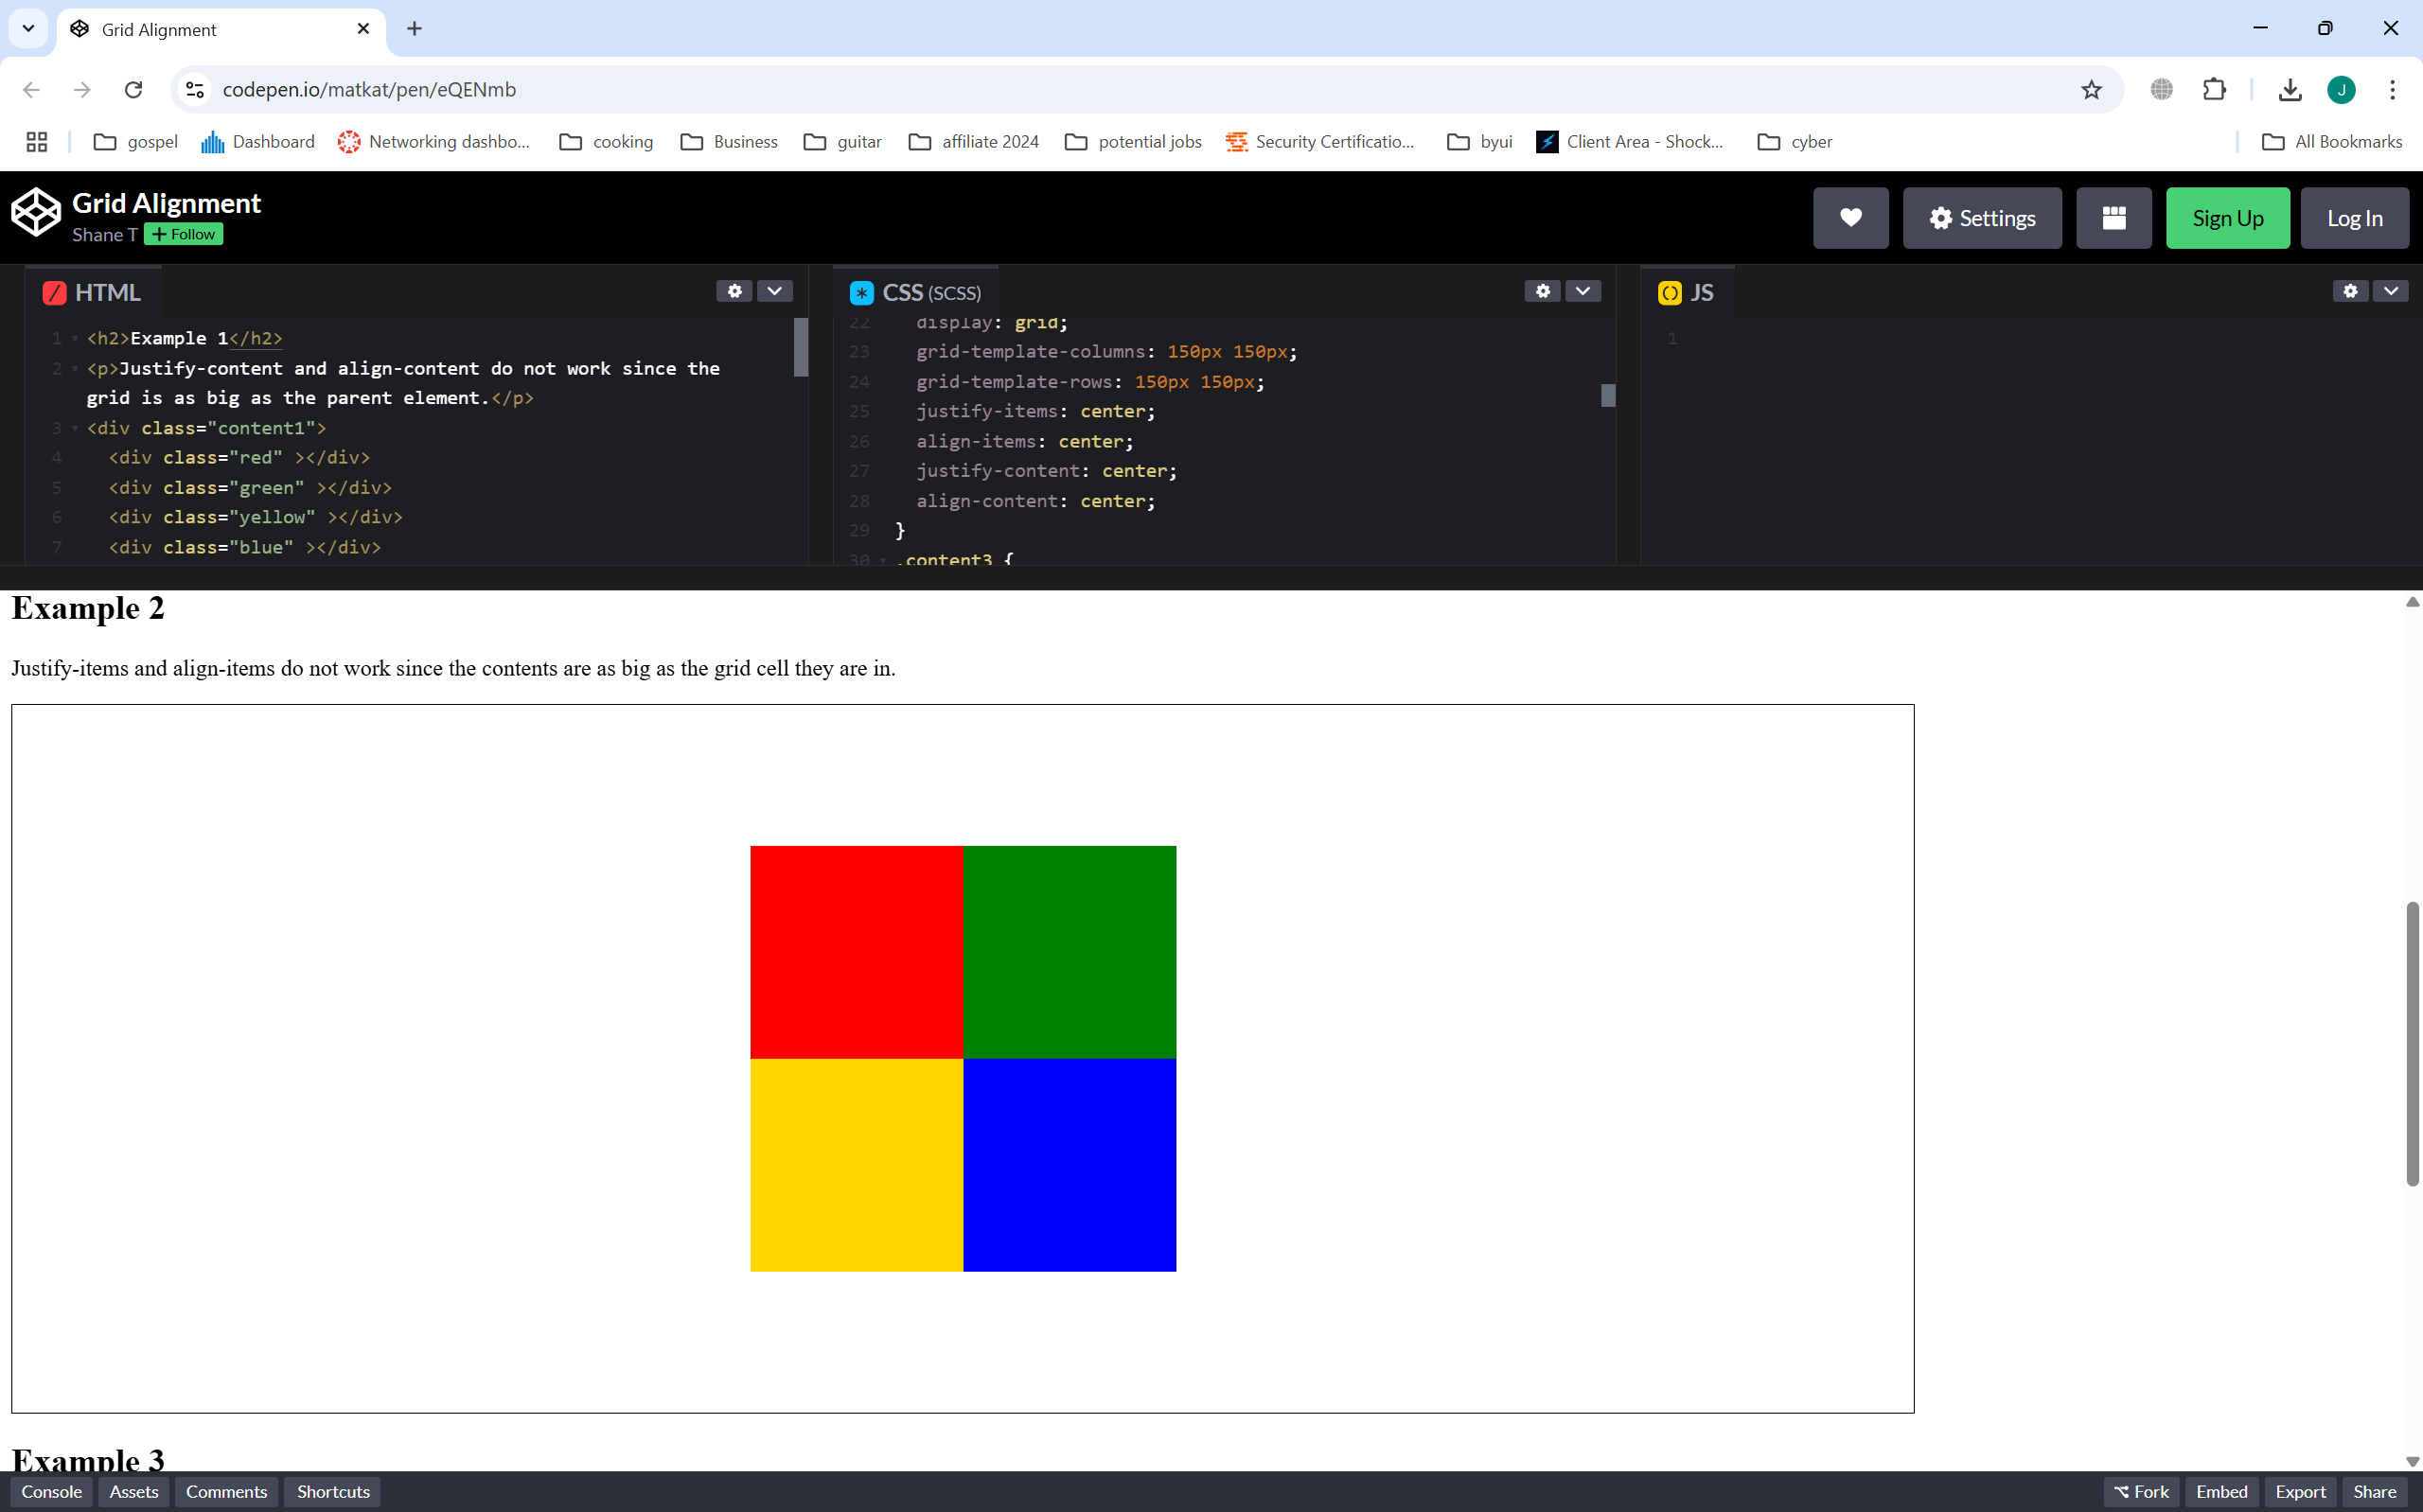 Grid Alignment
codepen.io/matkat/pen/eQENmb
J
gospel Dashboard Networking dashbo... cooking Business guitar affiliate 2024 potential jobs Security Certificatio... byui Client Area - Shock... cyber All Bookmarks
Grid Alignment
Shane T + Follow
Settings Sign Up Log In
HTML
1 <h2>Example 1</h2>
2 <p>Justify-content and align-content do not work since the
grid is as big as the parent element.</p>
3 <div class="content1">
4 <div class="red" ></div>
5 <div class="green" ></div>
6 <div class="yellow" ></div>
7 <div class="blue" ></div>
CSS (SCSS)
22 display: grid;
23 grid-template-columns: 150px 150px;
24 grid-template-rows: 150px 150px;
25 justify-items: center;
26 align-items: center;
27 justify-content: center;
28 align-content: center;
29 }
30 .content3 {
JS
1
Example 2
Justify-items and align-items do not work since the contents are as big as the grid cell they are in.
Example 3
Console Assets Comments Shortcuts Fork Embed Export Share